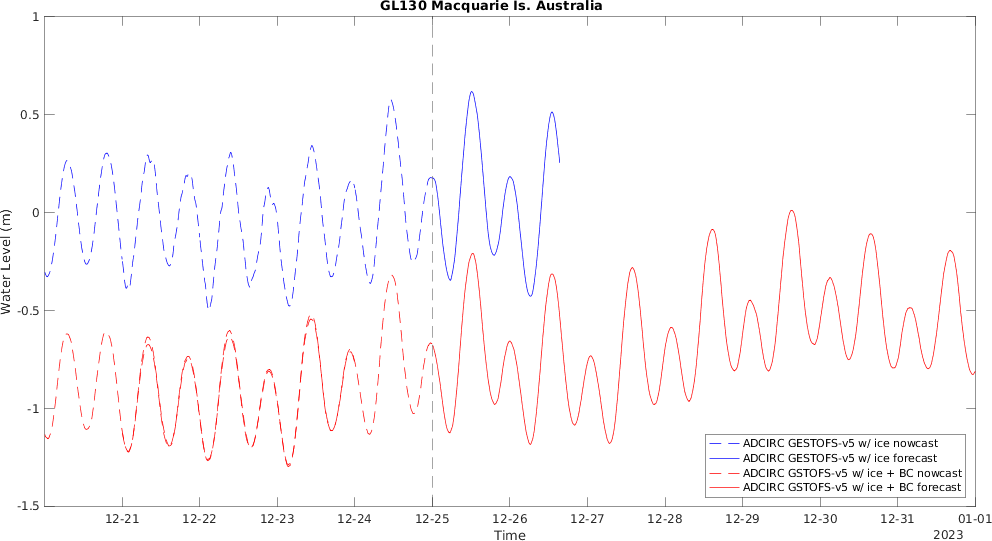 GL130 Macquarie Is. Australia
1
0.5
0
-0.5
-1
-1.5
Water Level (m)
12-21
12-22
12-23
12-24
12-25
12-26
12-27
12-28
12-29
12-30
12-31
01-01
Time
2023
ADCIRC GESTOFS-v5 w/ ice nowcast
ADCIRC GESTOFS-v5 w/ ice forecast
ADCIRC GSTOFS-v5 w/ ice + BC nowcast
ADCIRC GSTOFS-v5 w/ ice + BC forecast